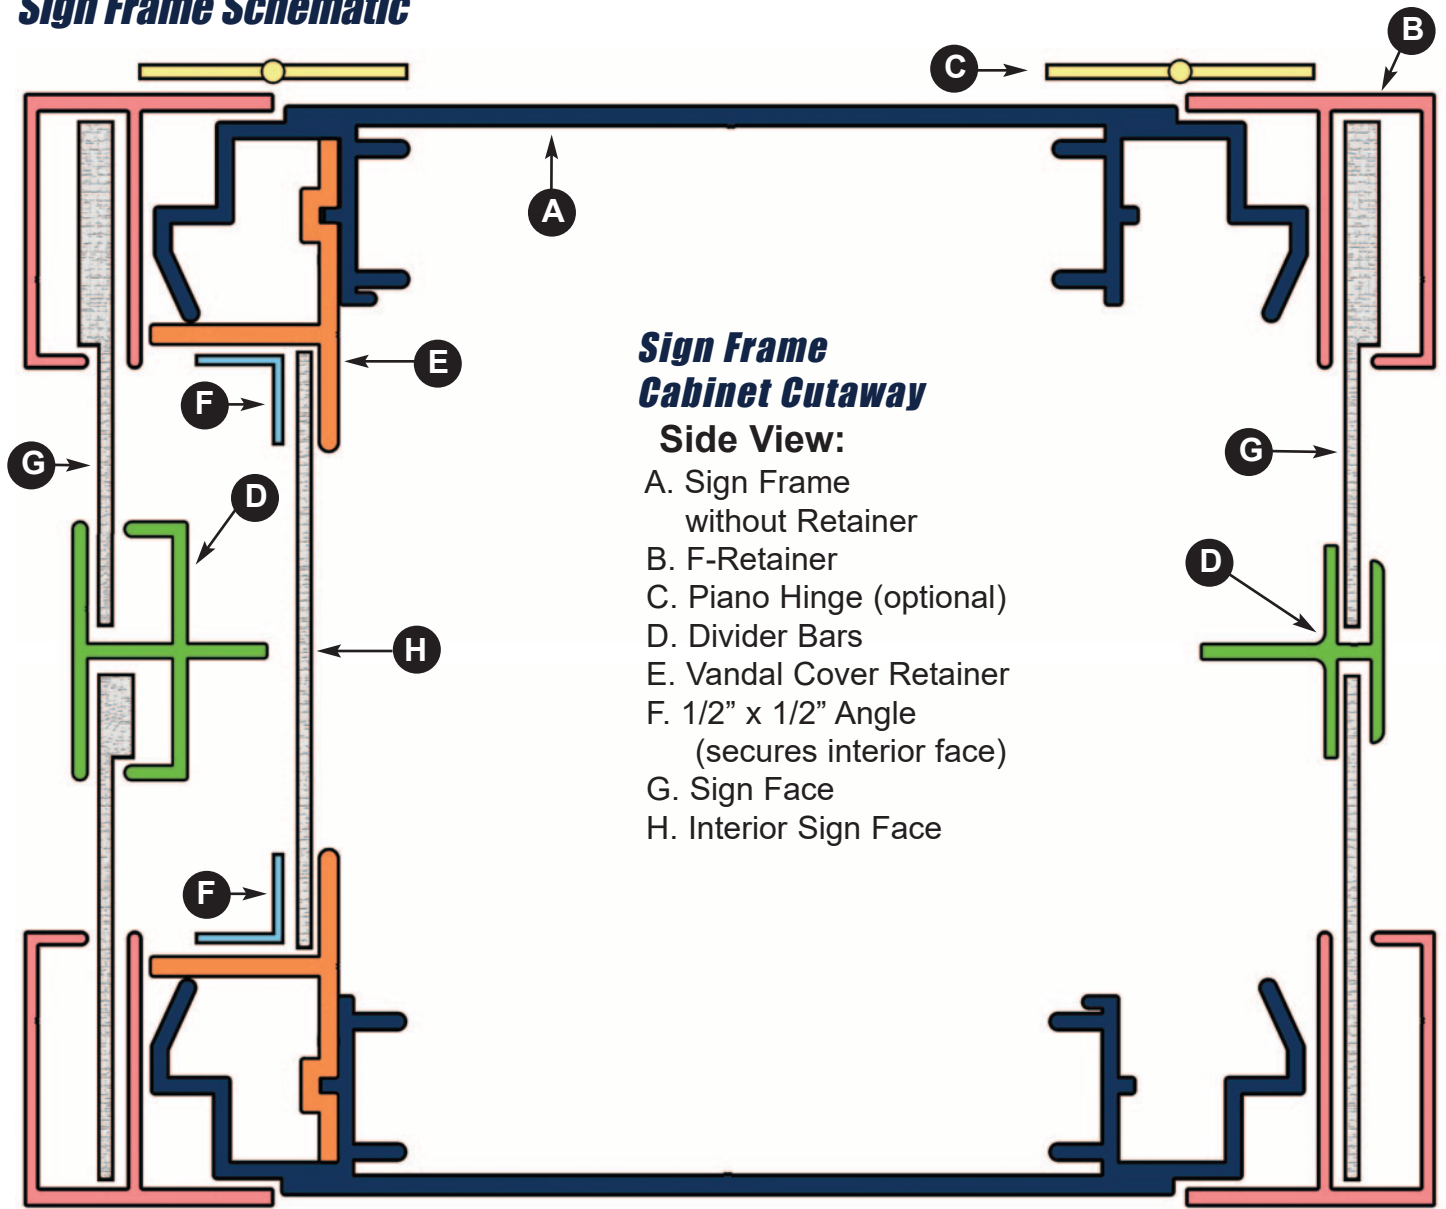 Sign Frame Schematic
B
C
A
E
F
G
D
G
D
H
F
Sign Frame
Cabinet Cutaway
Side View:
A. Sign Frame
without Retainer
B. F-Retainer
C. Piano Hinge (optional)
D. Divider Bars
E. Vandal Cover Retainer
F. 1/2” x 1/2” Angle
(secures interior face)
G. Sign Face
H. Interior Sign Face